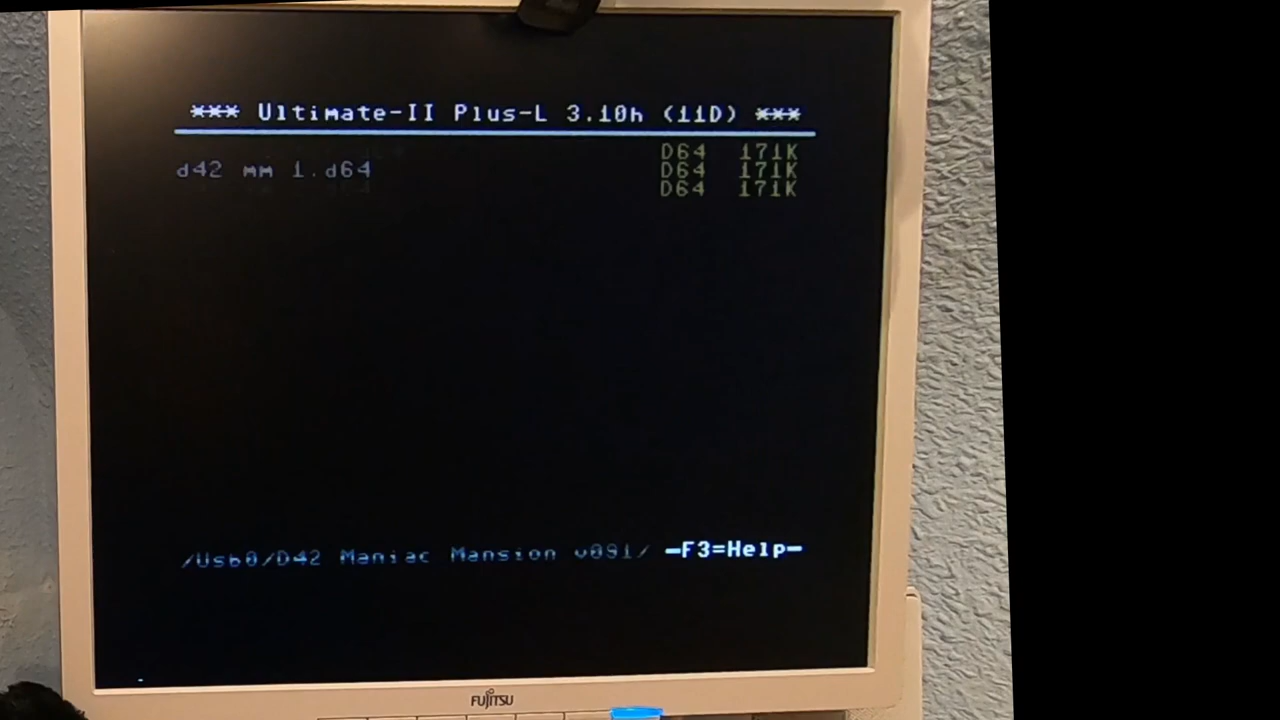 *** Ultimate-II Plus-L 3.10h (11D) ***
D64 171K
d42 mm 1.d64 D64 171K
D64 171K
/Usb0/D42 Maniac Mansion v091/ -F3=Help-
FUJITSU